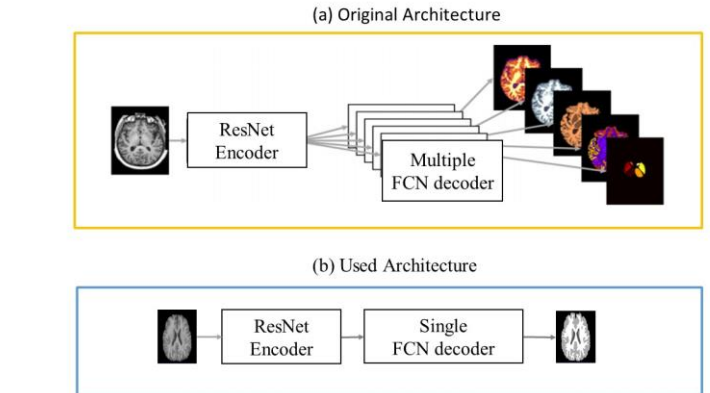 (a) Original Architecture
ResNet
Encoder
Multiple
FCN decoder
(b) Used Architecture
ResNet
Encoder
Single
FCN decoder